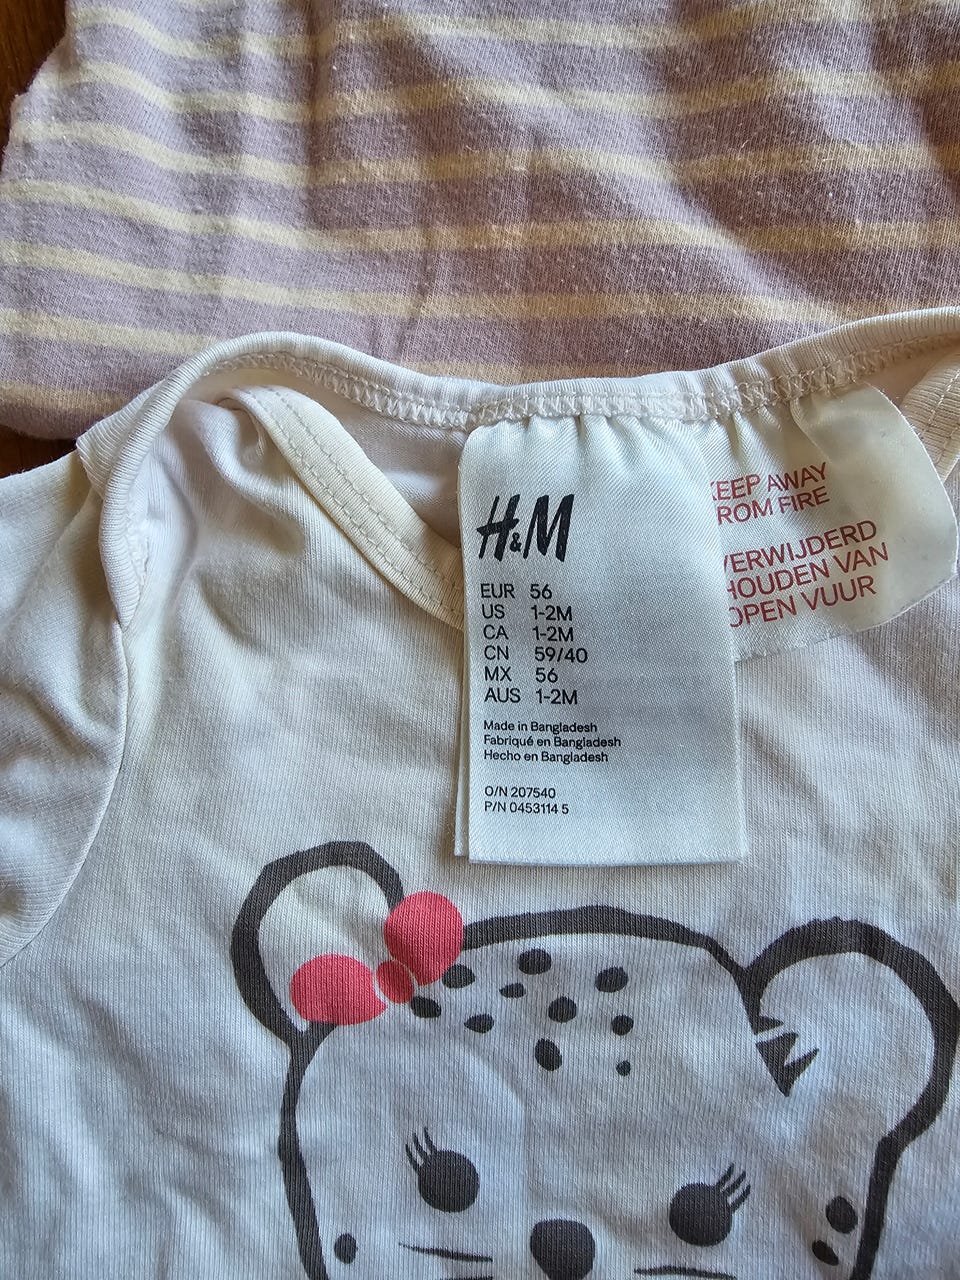 H&M
EUR 56
US 1-2M
CA 1-2M
CN 59/40
MX 56
AUS 1-2M
Made in Bangladesh
Fabriqué en Bangladesh
Hecho en Bangladesh
O/N 207540
P/N 0453114 5
KEEP AWAY
FROM FIRE
VERWIJDERD
HOUDEN VAN
OPEN VUUR